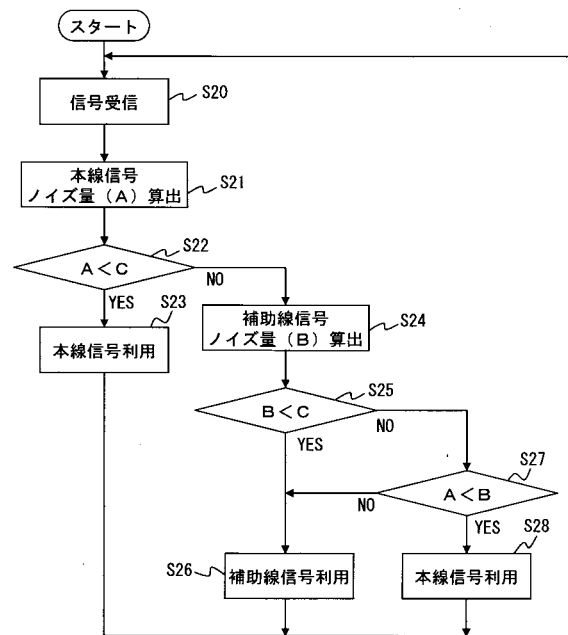 スタート
信号受信
S20
本線信号
ノイズ量(A)算出
S21
A<C
S22
YES
NO
本線信号利用
S23
補助線信号
ノイズ量(B)算出
S24
B<C
S25
YES
NO
A<B
S27
NO
YES
S26
補助線信号利用
本線信号利用
S28